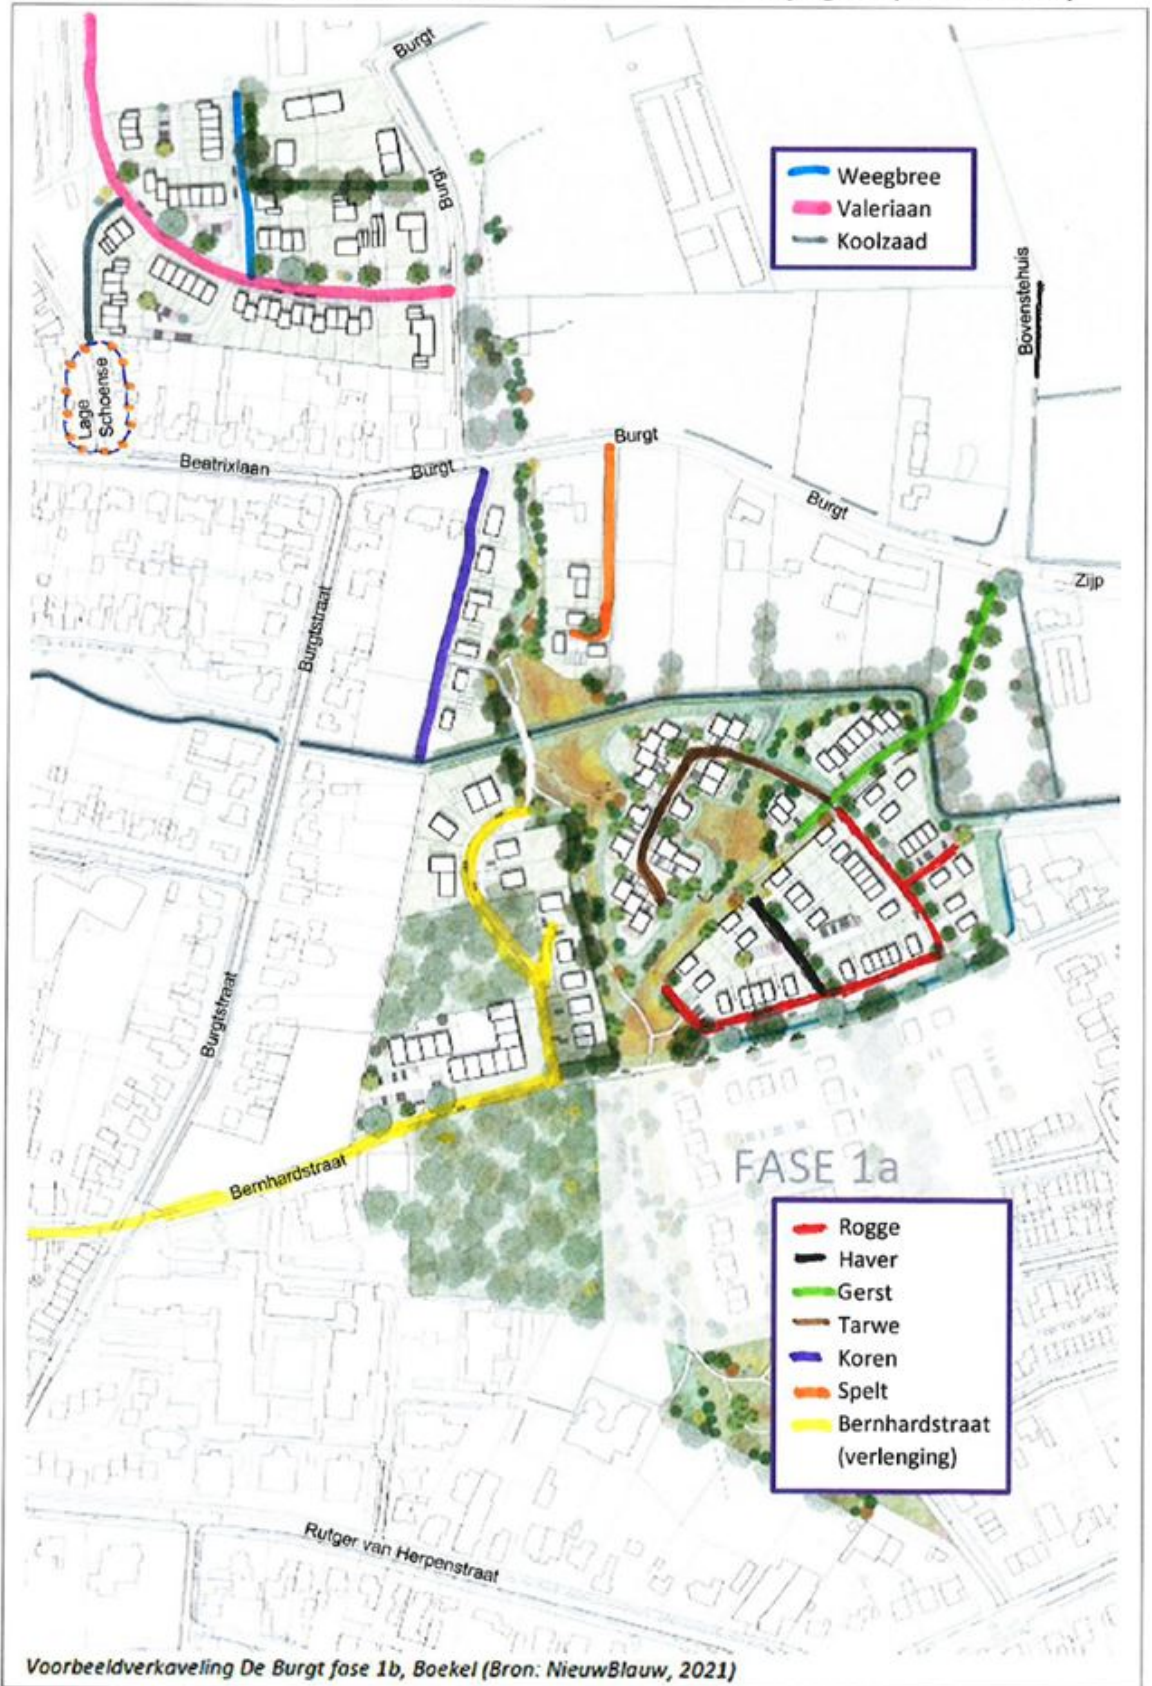 Burgt
Burgt
Weegbree
Valeriaan
Koolzaad
Bovenstehuis
Lage
Schoense
Beatrixlaan
Burgt
Burgt
Burgt
Zijp
Burgtstraat
Burgtstraat
Bernhardstraat
FASE 1a
Rogge
Haver
Gerst
Tarwe
Koren
Spelt
Bernhardstraat
(verlenging)
Rutger van Herpenstraat
Voorbeeldverkaveling De Burgt fase 1b, Boekel (Bron: NieuwBlauw, 2021)